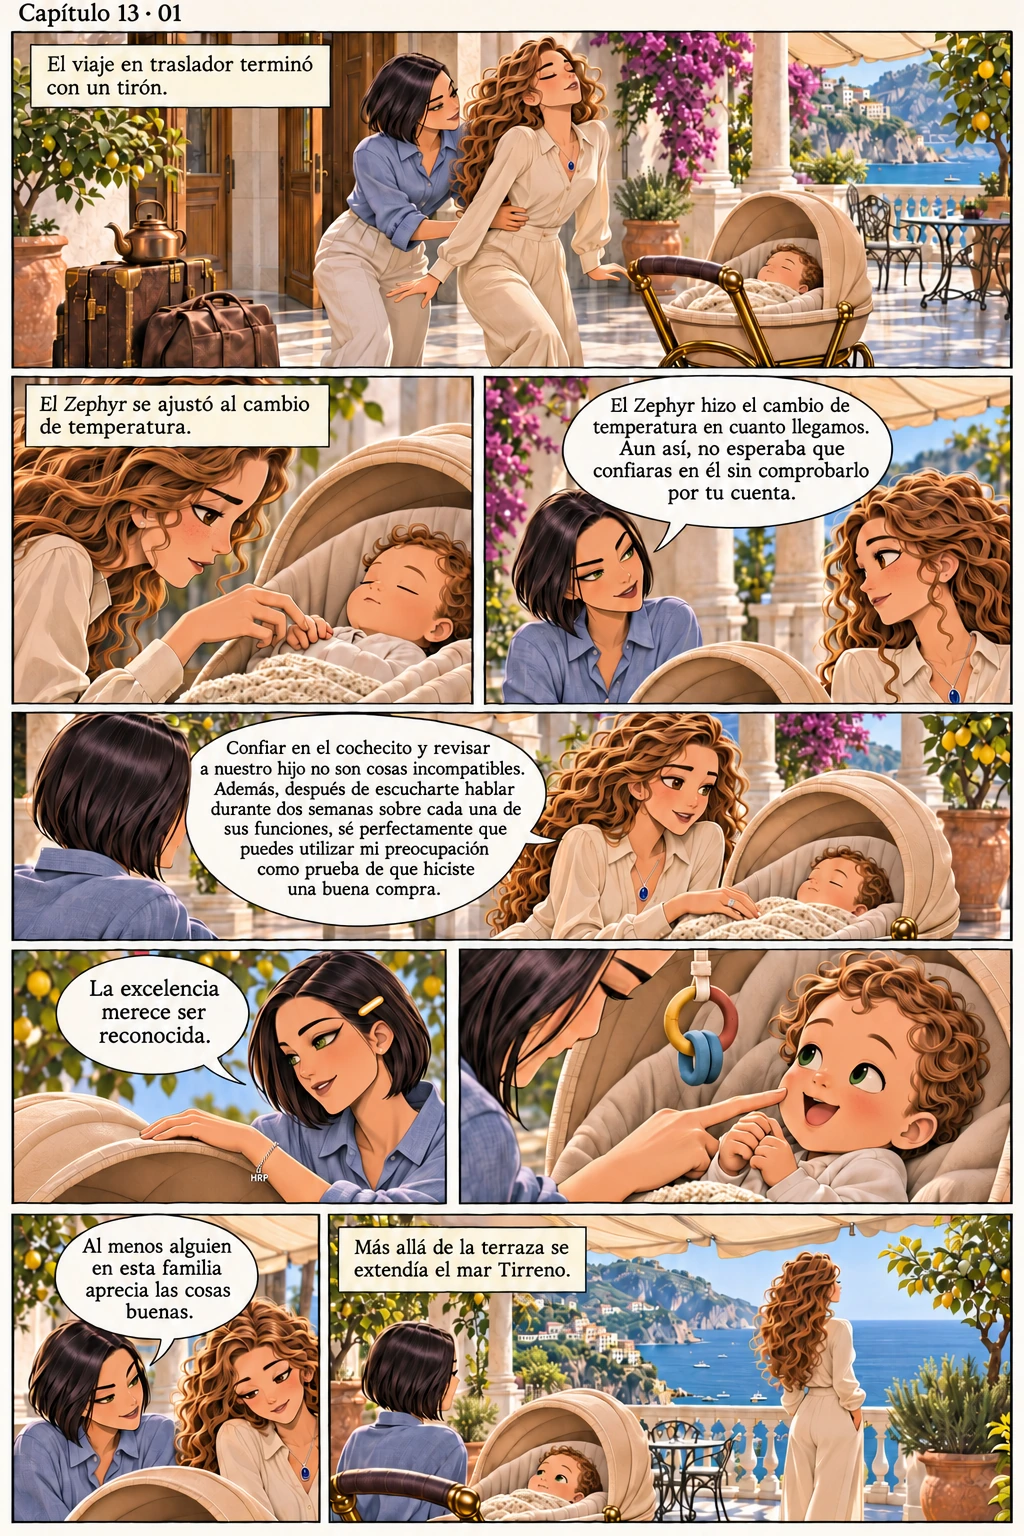 Capítulo 13 · 01
El viaje en traslador terminó
con un tirón.
El Zephyr se ajustó al cambio
de temperatura.
El Zephyr hizo el cambio de
temperatura en cuanto llegamos.
Aun así, no esperaba que
confiaras en él sin comprobarlo
por tu cuenta.
Confiar en el cochecito y revisar
a nuestro hijo no son cosas incompatibles.
Además, después de escucharte hablar
durante dos semanas sobre cada una de
sus funciones, sé perfectamente que
puedes utilizar mi preocupación
como prueba de que hiciste
una buena compra.
La excelencia
merece ser
reconocida.
HRP
Al menos alguien
en esta familia
aprecia las cosas
buenas.
Más allá de la terraza se
extendía el mar Tirreno.